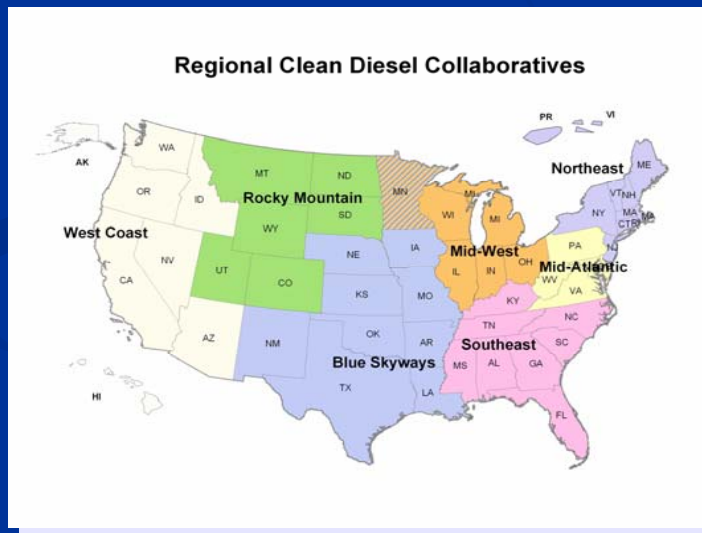 Regional Clean Diesel Collaboratives
PR
VI
AK
WA
MT
ND
MN
MI
ME
Northeast
VT
NH
OR
ID
Rocky Mountain
SD
WI
MI
NY
MA
CT
RI
West Coast
WY
Mid-West
PA
NJ
NV
UT
CO
NE
IA
IL
IN
OH
Mid-Atlantic
WV
VA
CA
KS
MO
KY
AZ
NM
OK
AR
TN
NC
SC
Southeast
Blue Skyways
MS
AL
GA
TX
LA
FL
HI